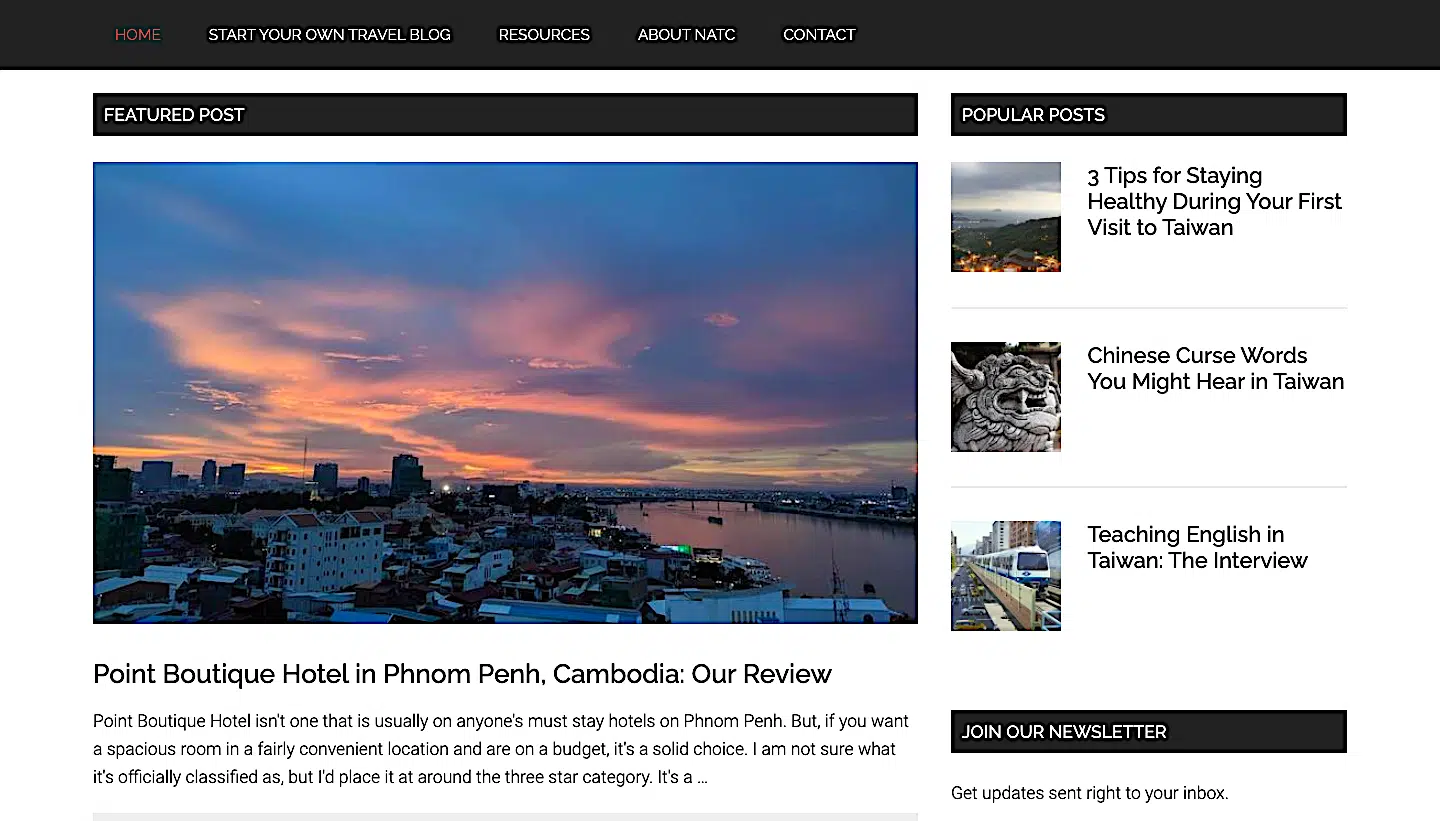 HOME START YOUR OWN TRAVEL BLOG RESOURCES ABOUT NATC CONTACT
FEATURED POST
Point Boutique Hotel in Phnom Penh, Cambodia: Our Review
Point Boutique Hotel isn't one that is usually on anyone's must stay hotels on Phnom Penh. But, if you want
a spacious room in a fairly convenient location and are on a budget, it's a solid choice. I am not sure what
it's officially classified as, but I'd place it at around the three star category. It's a ...
POPULAR POSTS
3 Tips for Staying
Healthy During Your First
Visit to Taiwan
Chinese Curse Words
You Might Hear in Taiwan
Teaching English in
Taiwan: The Interview
JOIN OUR NEWSLETTER
Get updates sent right to your inbox.